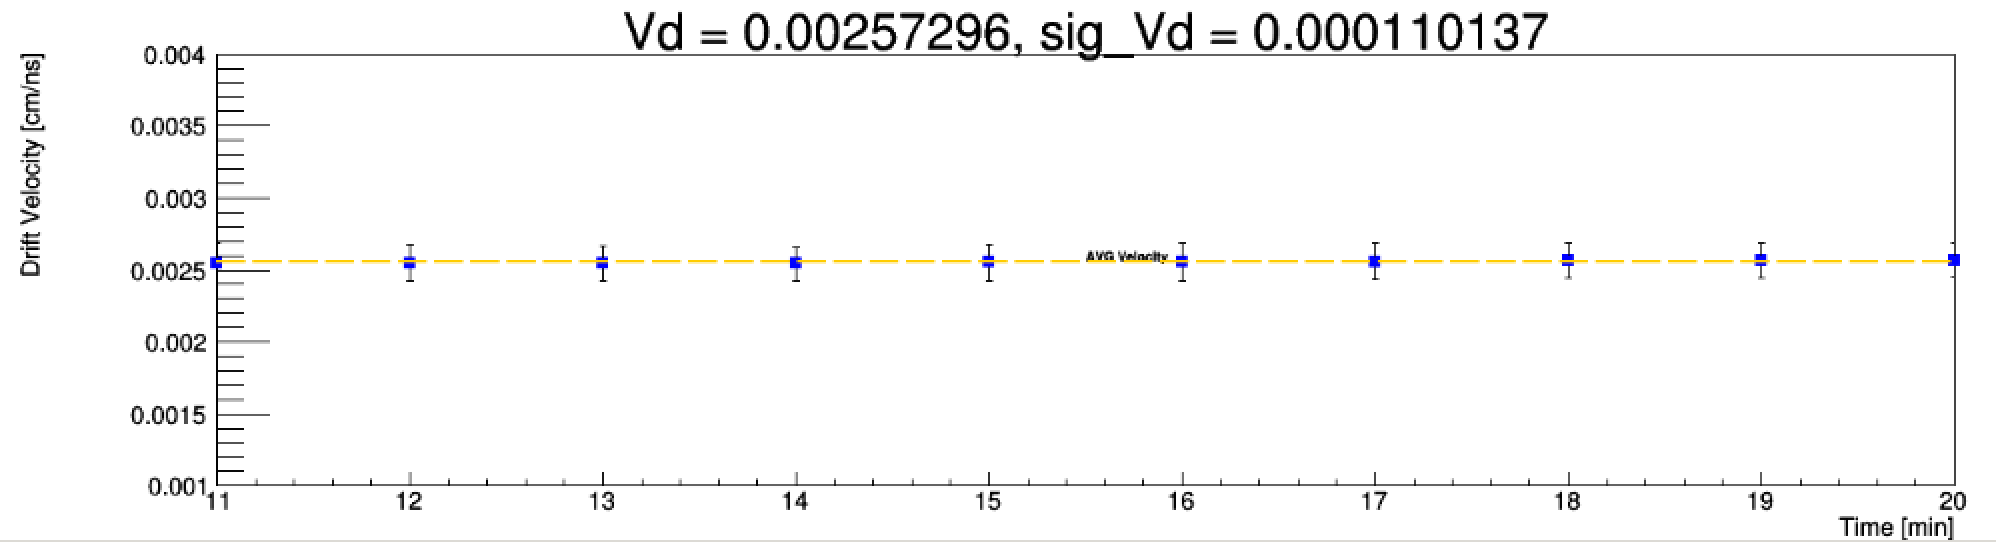 Vd = 0.00257296, sig_Vd = 0.000110137
Drift Velocity [cm/ns]
0.004
0.0035
0.003
0.0025
0.002
0.0015
0.001
AVG Velocity
11 12 13 14 15 16 17 18 19 20
Time [min]